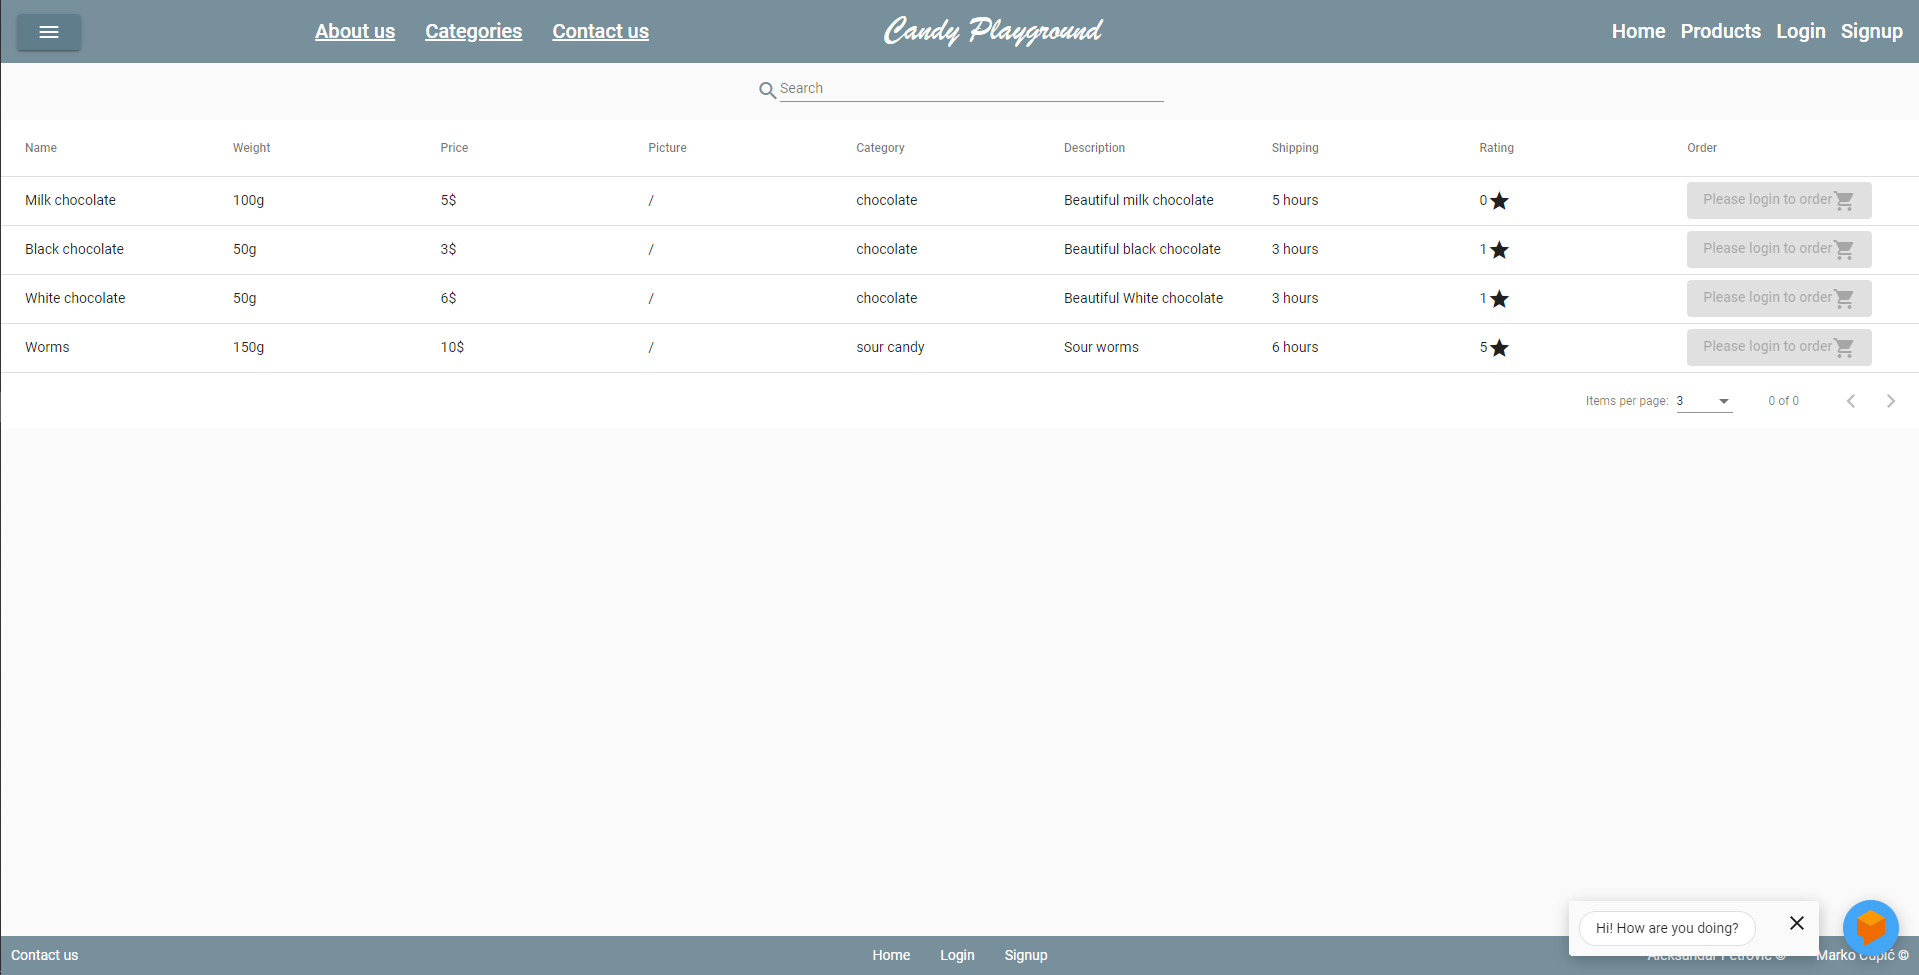 About us Categories Contact us Candy Playground Home Products Login Signup
Search
Name Weight Price Picture Category Description Shipping Rating Order
Milk chocolate 100g 5$ / chocolate Beautiful milk chocolate 5 hours 0 Please login to order
Black chocolate 50g 3$ / chocolate Beautiful black chocolate 3 hours 1 Please login to order
White chocolate 50g 6$ / chocolate Beautiful White chocolate 3 hours 1 Please login to order
Worms 150g 10$ / sour candy Sour worms 6 hours 5 Please login to order
Items per page: 3 0 of 0
Hi! How are you doing?
Contact us Home Login Signup Aleksandar Petrović © Marko Cupić ©